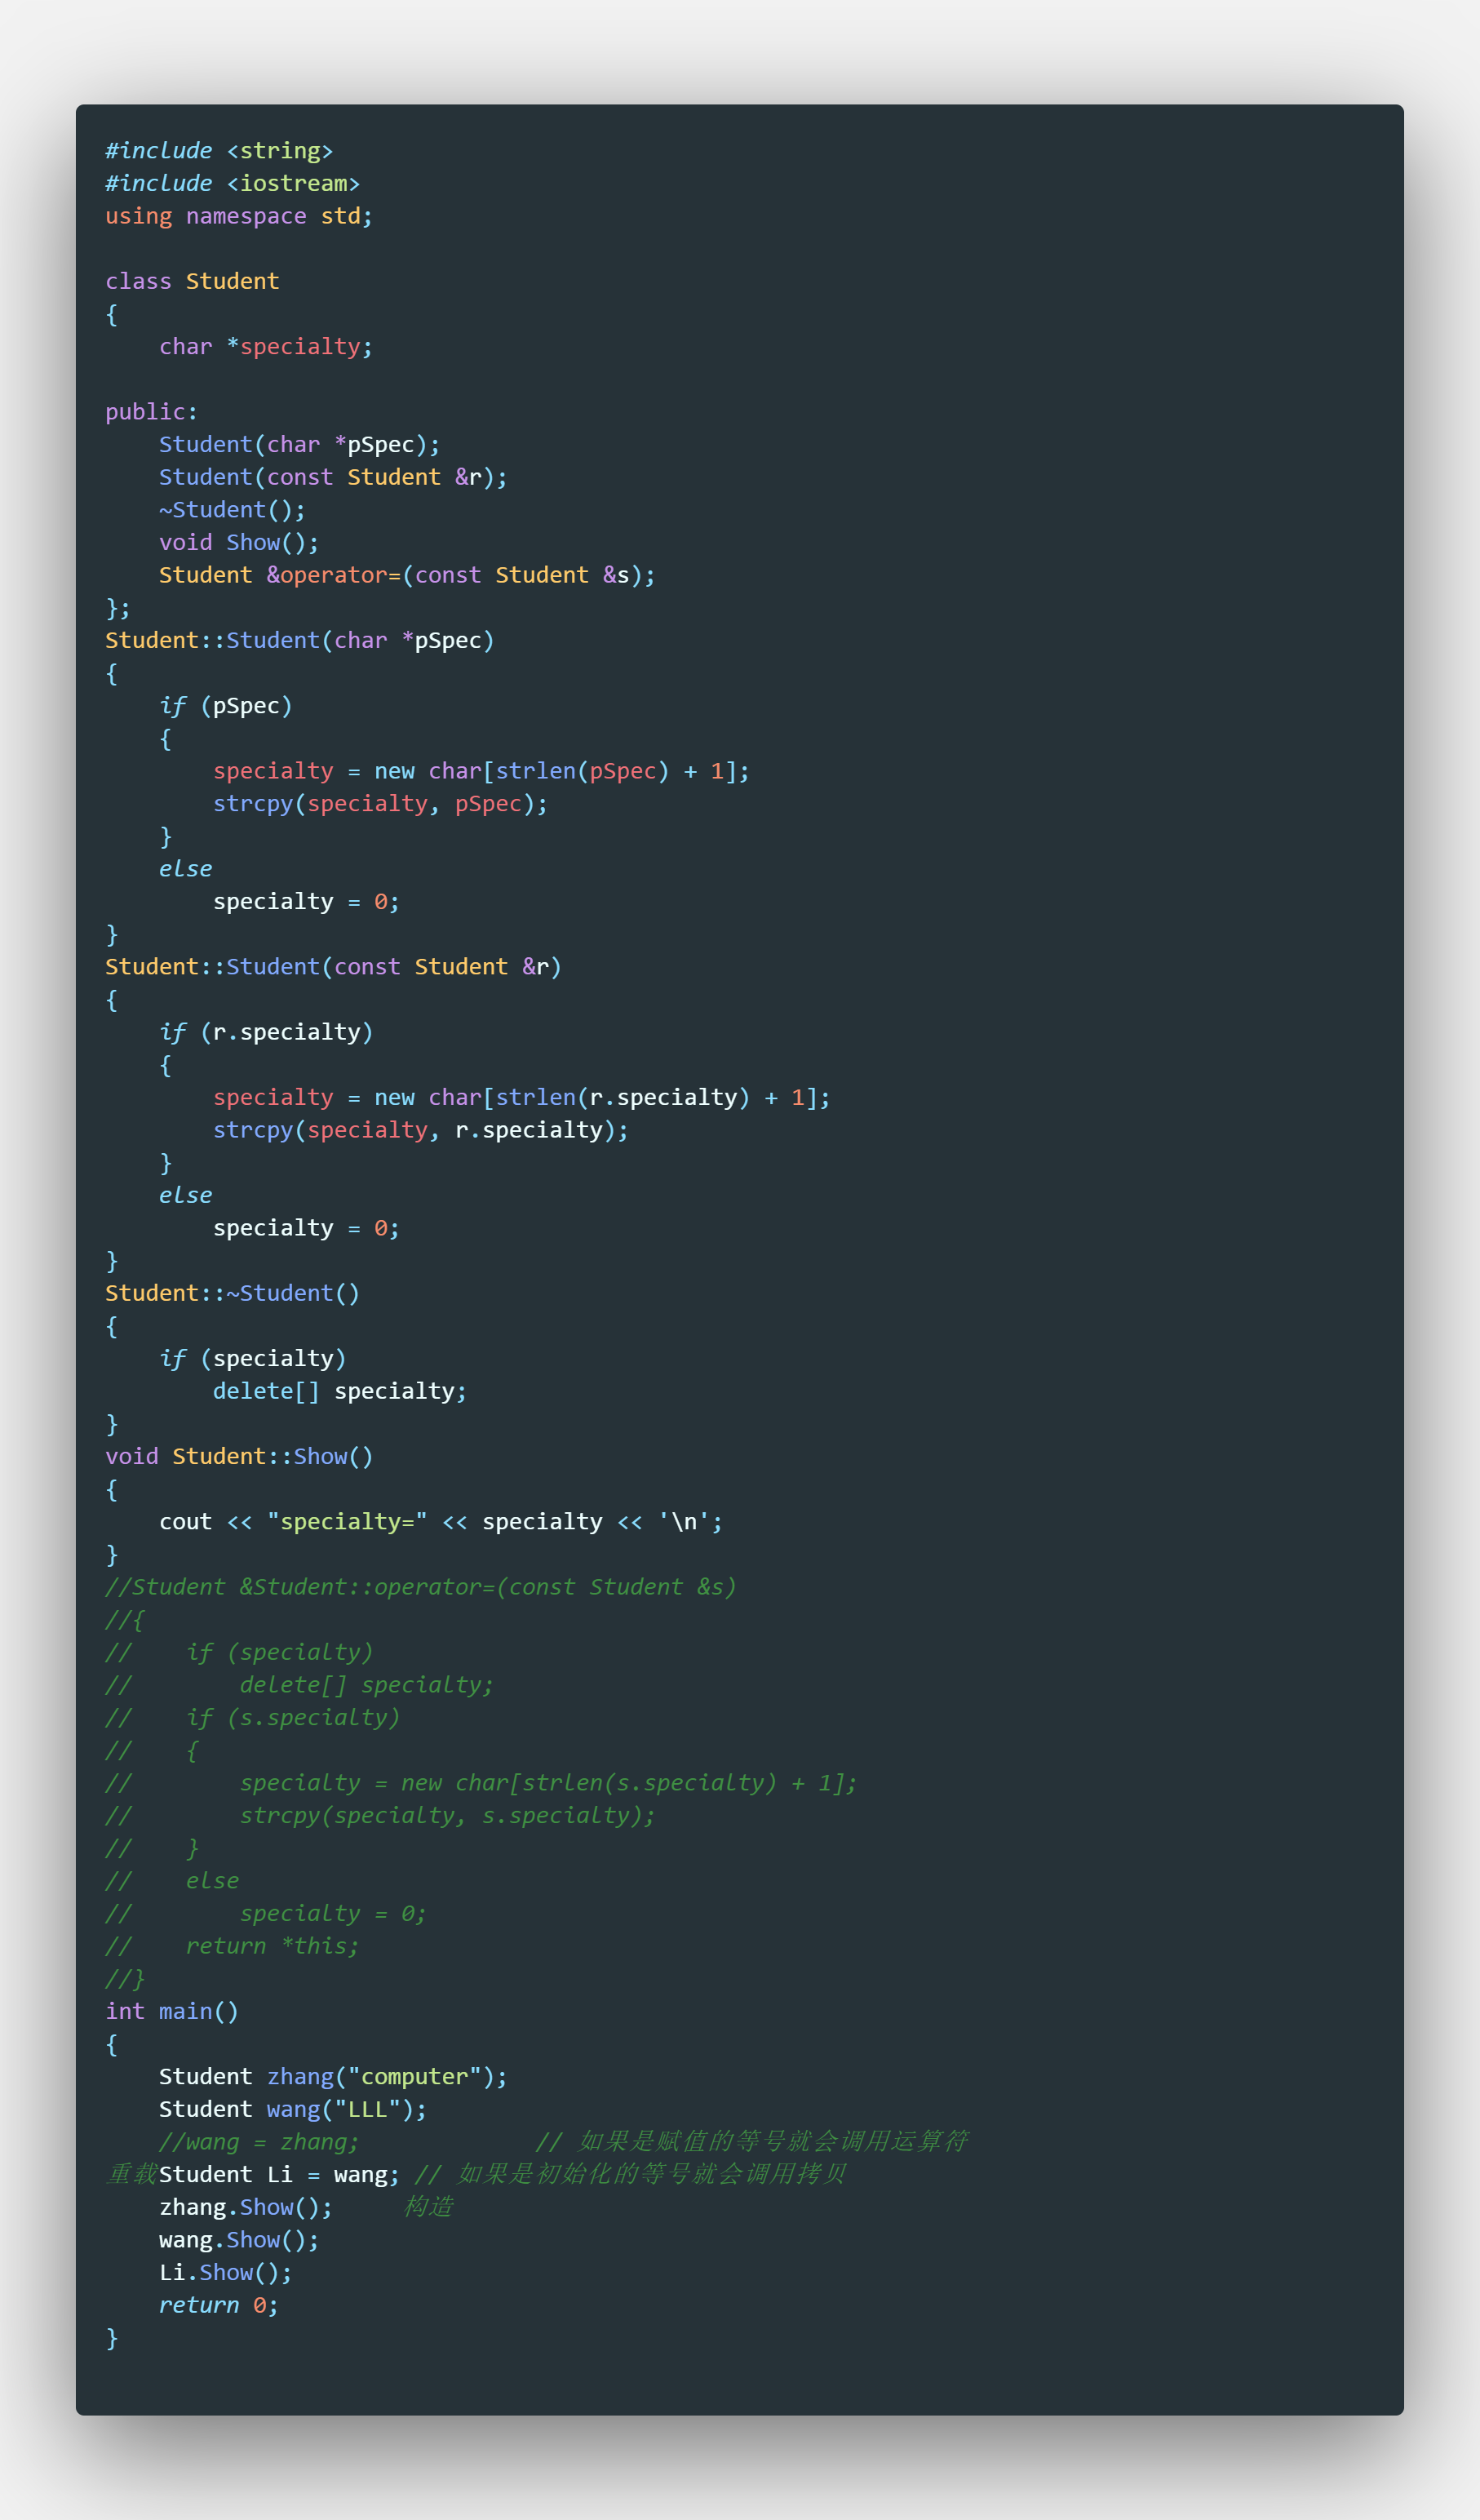 #include <string>
#include <iostream>
using namespace std;

class Student
{
    char *specialty;

public:
    Student(char *pSpec);
    Student(const Student &r);
    ~Student();
    void Show();
    Student &operator=(const Student &s);
};
Student::Student(char *pSpec)
{
    if (pSpec)
    {
        specialty = new char[strlen(pSpec) + 1];
        strcpy(specialty, pSpec);
    }
    else
        specialty = 0;
}
Student::Student(const Student &r)
{
    if (r.specialty)
    {
        specialty = new char[strlen(r.specialty) + 1];
        strcpy(specialty, r.specialty);
    }
    else
        specialty = 0;
}
Student::~Student()
{
    if (specialty)
        delete[] specialty;
}
void Student::Show()
{
    cout << "specialty=" << specialty << '\n';
}
//Student &Student::operator=(const Student &s)
//{
//    if (specialty)
//        delete[] specialty;
//    if (s.specialty)
//    {
//        specialty = new char[strlen(s.specialty) + 1];
//        strcpy(specialty, s.specialty);
//    }
//    else
//        specialty = 0;
//    return *this;
//}
int main()
{
    Student zhang("computer");
    Student wang("LLL");
    //wang = zhang;             // 如果是赋值的等号就会调用运算符
重载Student Li = wang; // 如果是初始化的等号就会调用拷贝
    zhang.Show();     构造
    wang.Show();
    Li.Show();
    return 0;
}